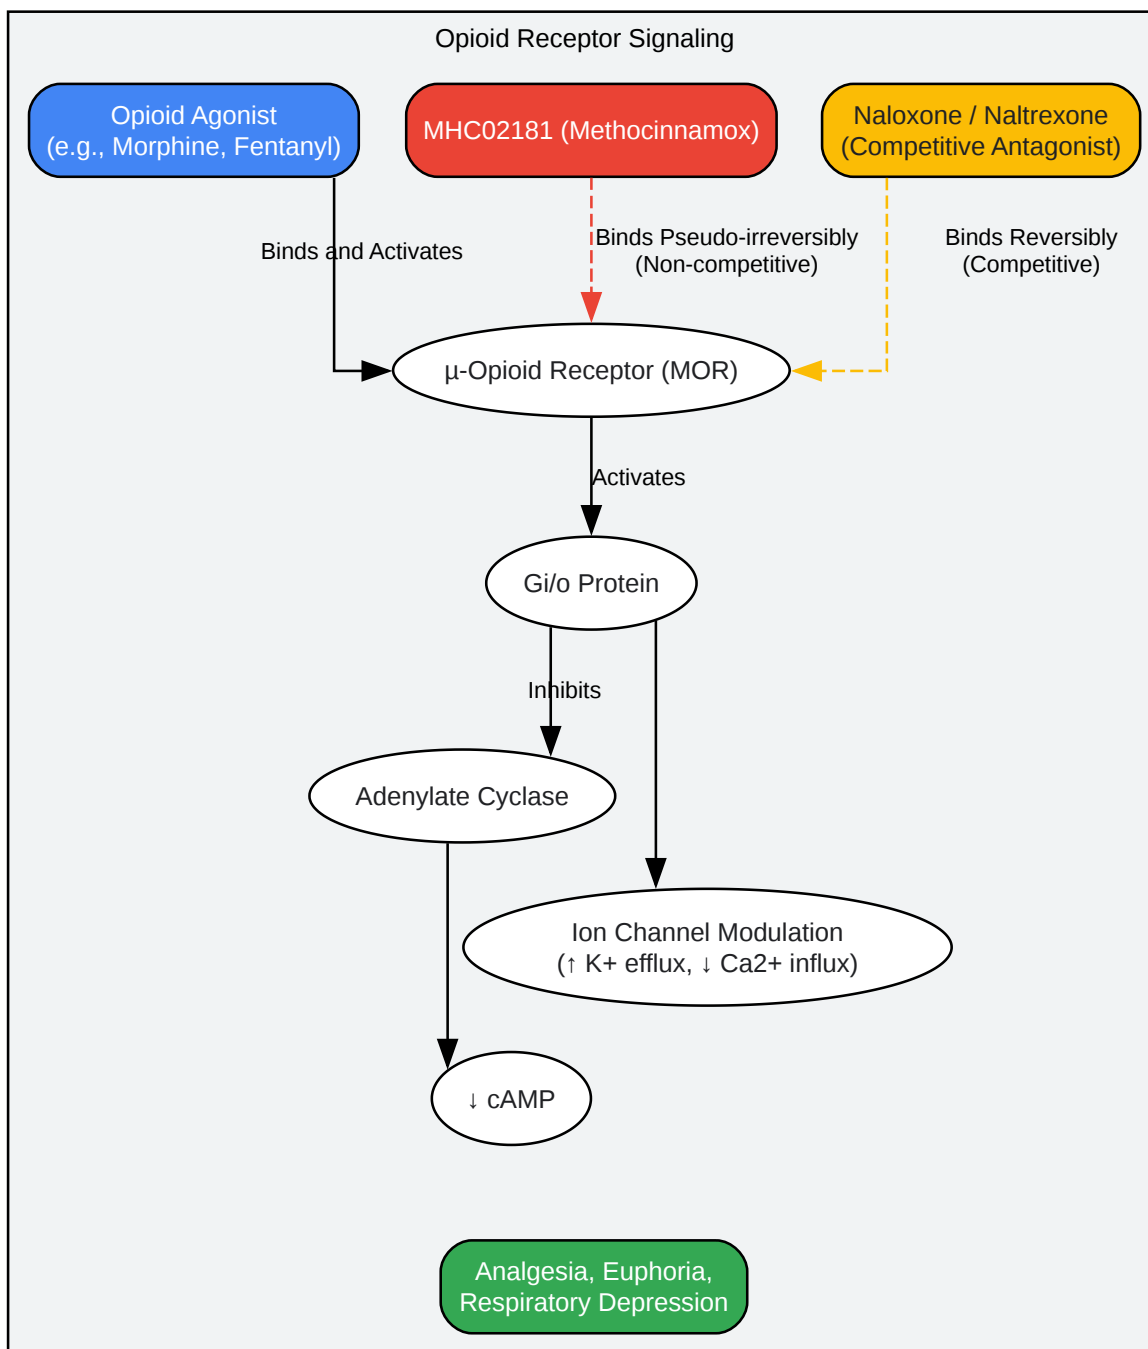 Opioid Receptor Signaling
Opioid Agonist
(e.g., Morphine, Fentanyl)
MHC02181 (Methocinnamox)
Naloxone / Naltrexone
(Competitive Antagonist)
Binds and Activates
Binds Pseudo-irreversibly
(Non-competitive)
Binds Reversibly
(Competitive)
µ-Opioid Receptor (MOR)
Activates
Gi/o Protein
Inhibits
Adenylate Cyclase
Ion Channel Modulation
(↑ K+ efflux, ↓ Ca2+ influx)
↓ cAMP
Analgesia, Euphoria,
Respiratory Depression